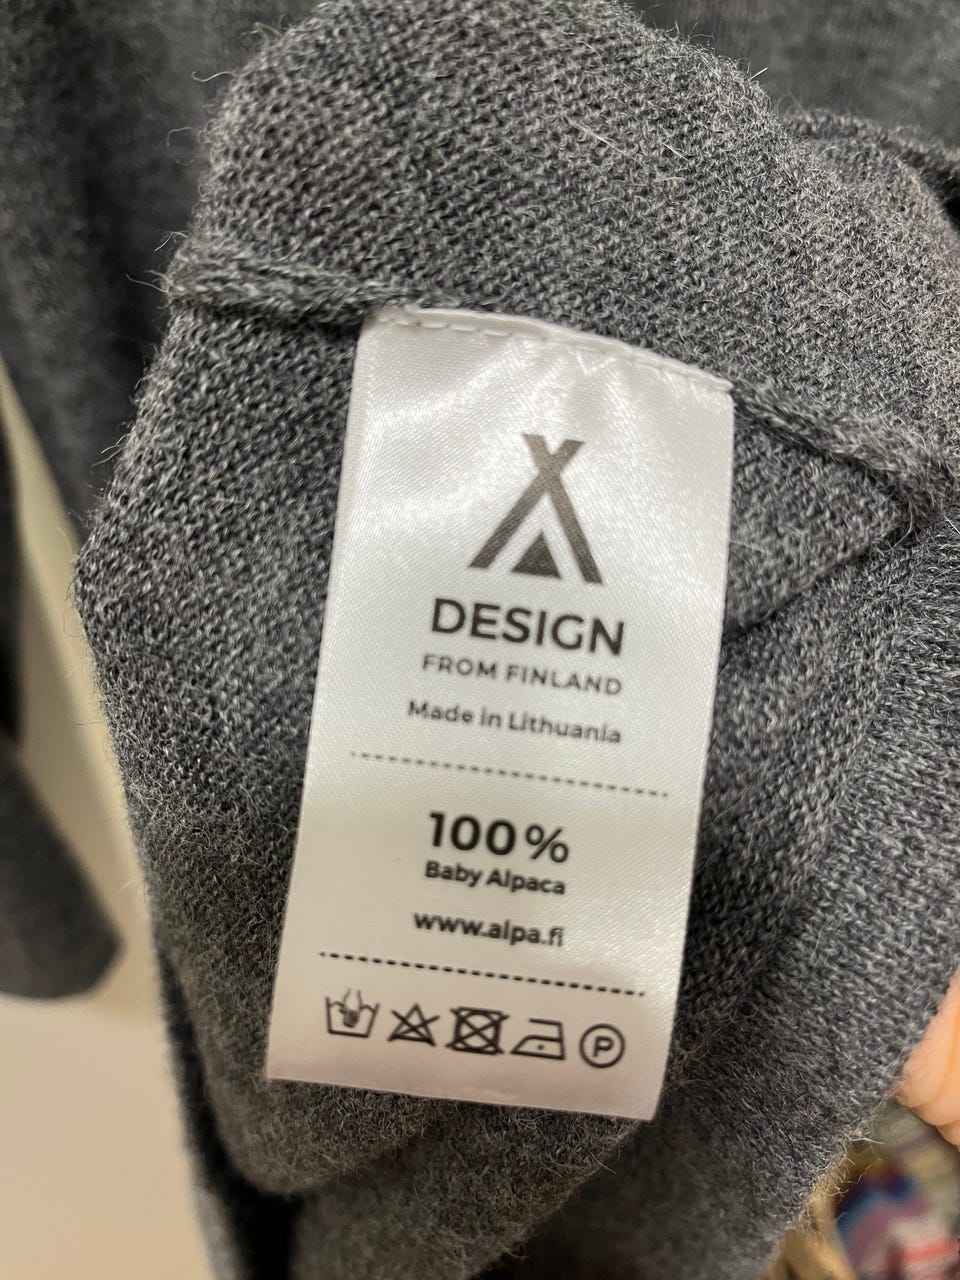 DESIGN
FROM FINLAND
Made in Lithuania
100%
Baby Alpaca
www.alpa.fi
P